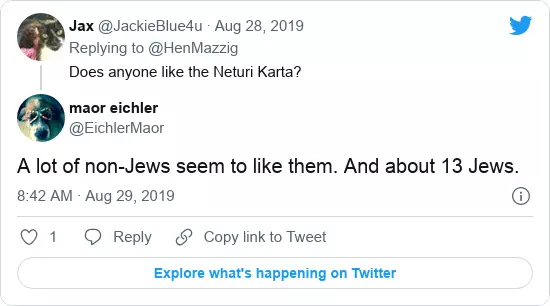 Jax @JackieBlue4u · Aug 28, 2019
Replying to @HenMazzig
Does anyone like the Neturi Karta?
maor eichler
@EichlerMaor
A lot of non-Jews seem to like them. And about 13 Jews.
8:42 AM · Aug 29, 2019
1 Reply Copy link to Tweet
Explore what's happening on Twitter